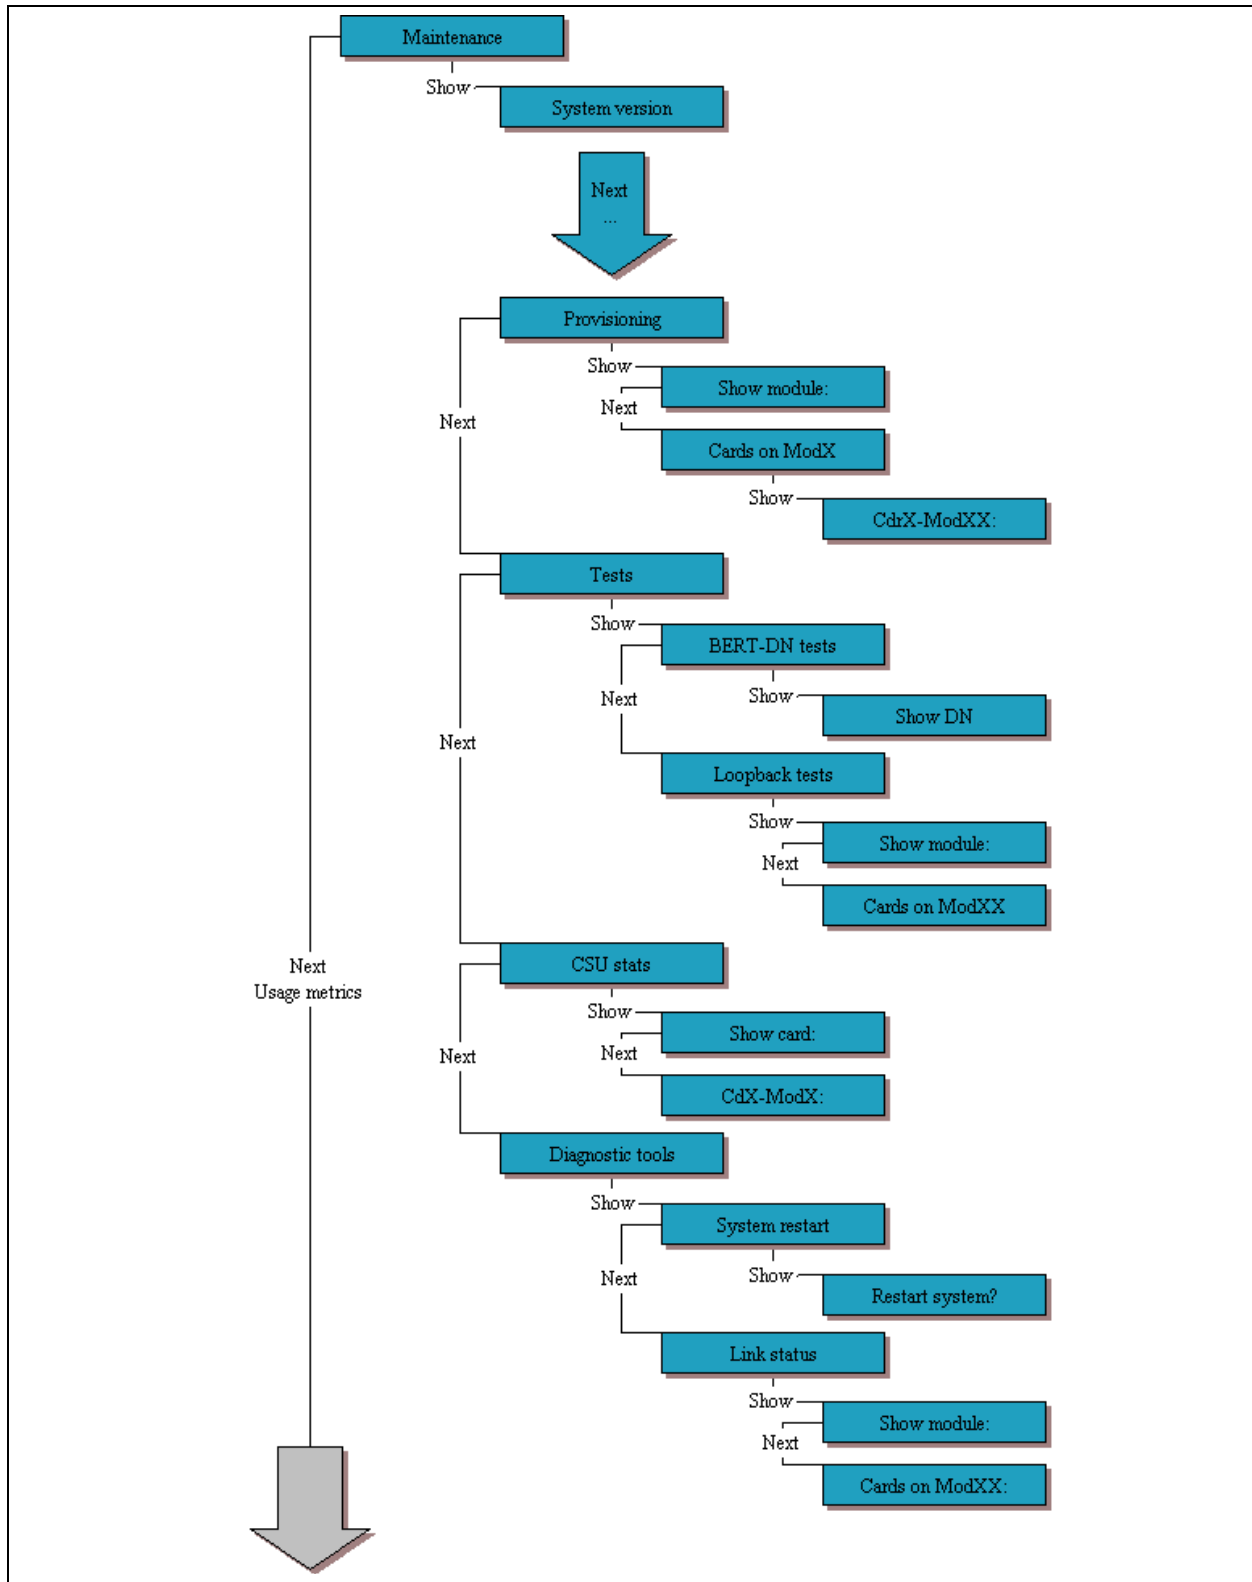 Maintenance
Show
System version
Next
...
Provisioning
Show
Show module:
Next
Next
Cards on ModX
Show
CdrX-ModXX:
Tests
Show
BERT-DN tests
Next
Show
Show DN
Next
Loopback tests
Show
Show module:
Next
Cards on ModXX
CSU stats
Next
Usage metrics
Show
Show card:
Next
Next
CdX-ModX:
Diagnostic tools
Show
System restart
Next
Show
Restart system?
Link status
Show
Show module:
Next
Cards on ModXX: